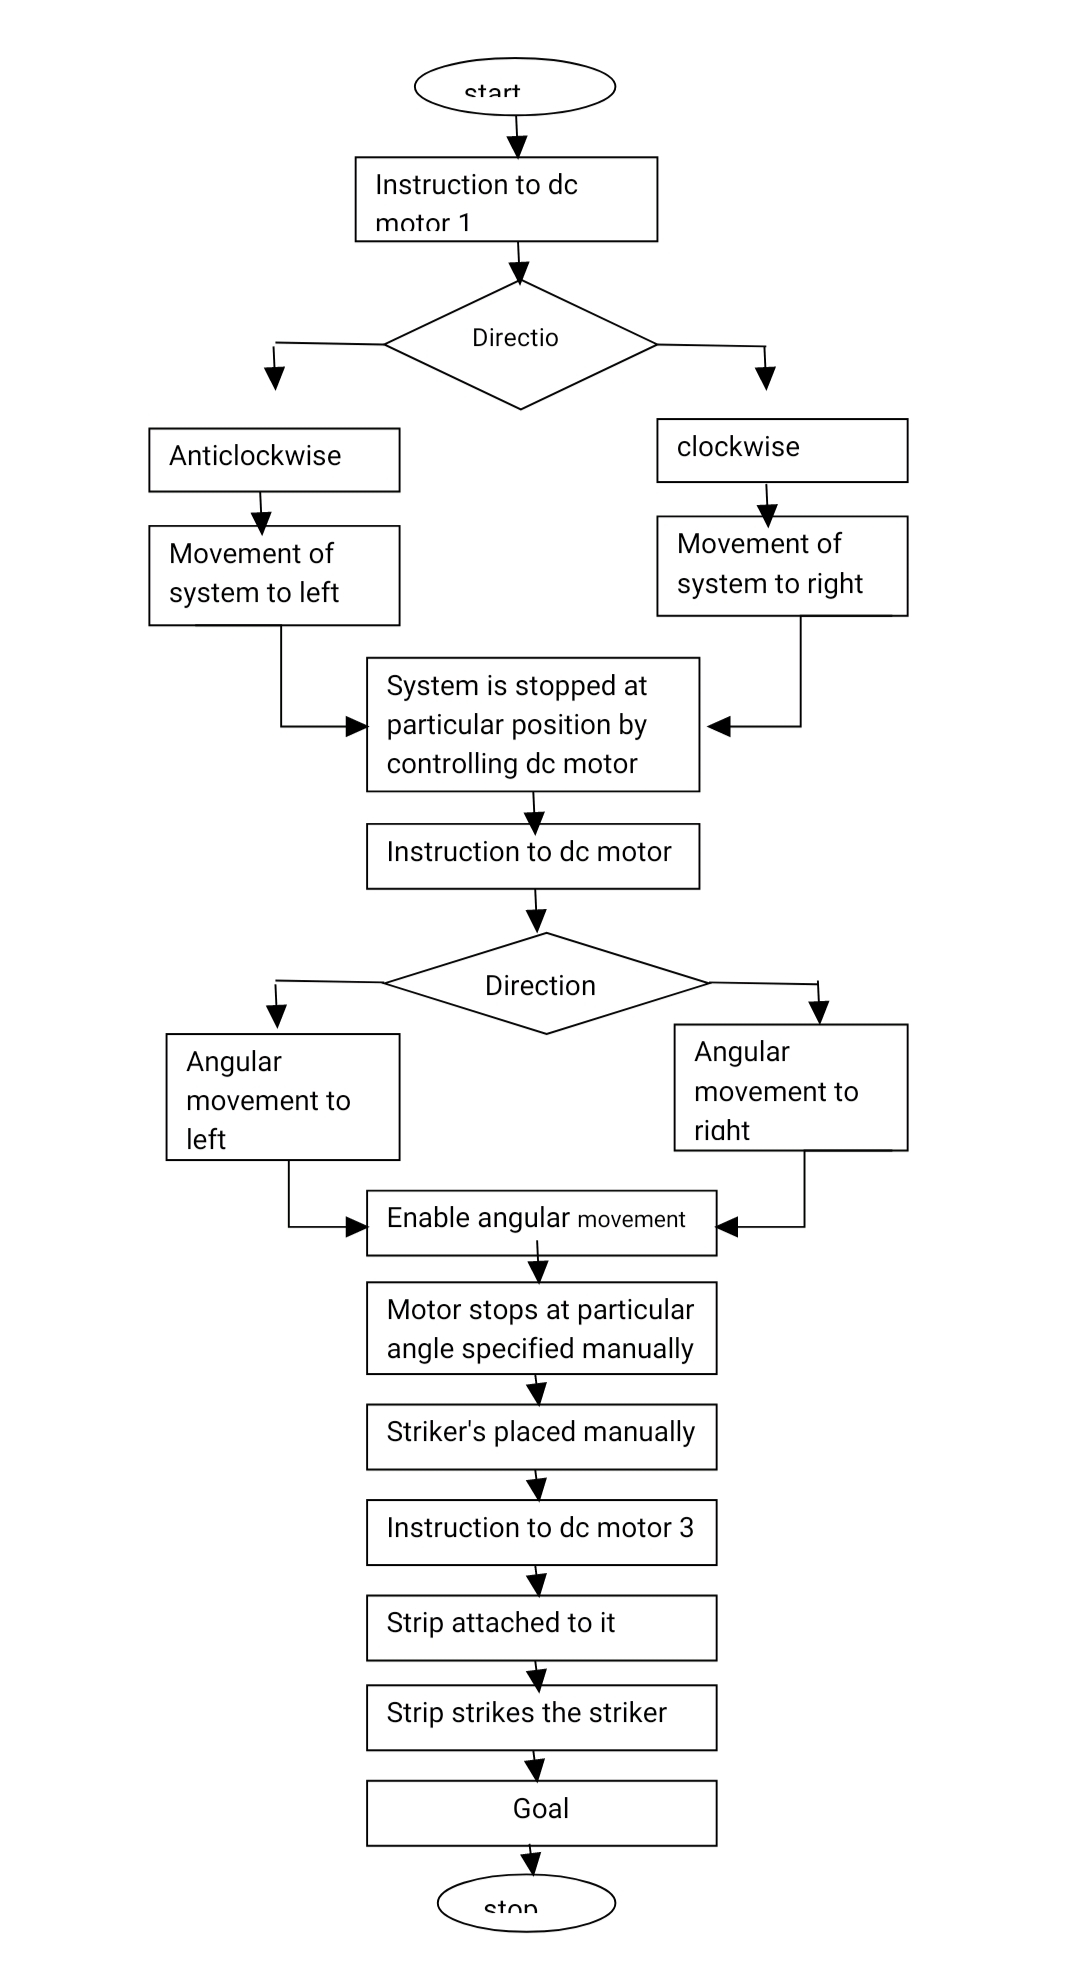 start
Instruction to dc
motor 1
Directio
Anticlockwise
clockwise
Movement of
system to left
Movement of
system to right
System is stopped at
particular position by
controlling dc motor
Instruction to dc motor
Direction
Angular
movement to
left
Angular
movement to
right
Enable angular movement
Motor stops at particular
angle specified manually
Striker's placed manually
Instruction to dc motor 3
Strip attached to it
Strip strikes the striker
Goal
stop